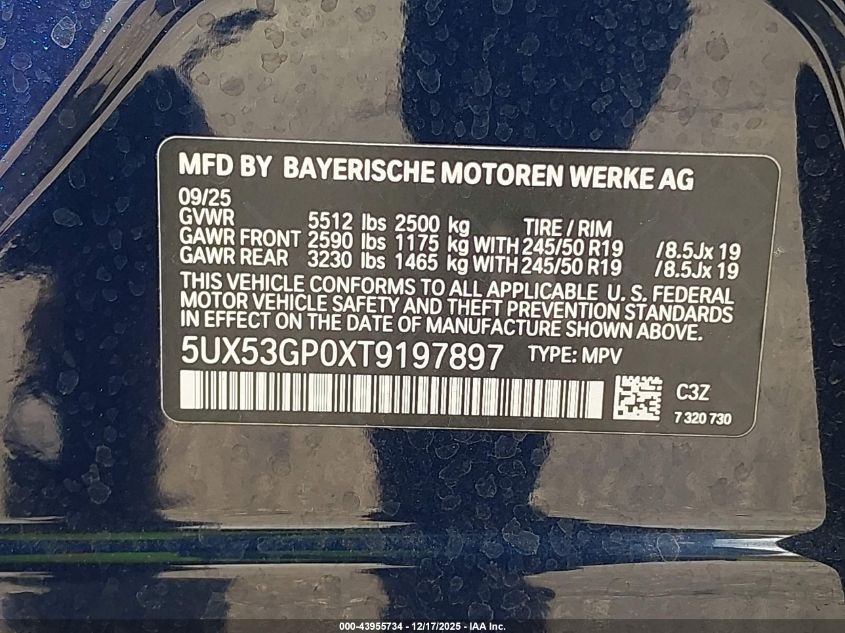 MFD BY BAYERISCHE MOTOREN WERKE AG
09/25
GVWR 5512 lbs 2500 kg TIRE / RIM
GAWR FRONT 2590 lbs 1175 kg WITH 245/50 R19 /8.5Jx 19
GAWR REAR 3230 lbs 1465 kg WITH 245/50 R19 /8.5Jx 19
THIS VEHICLE CONFORMS TO ALL APPLICABLE U. S. FEDERAL
MOTOR VEHICLE SAFETY AND THEFT PREVENTION STANDARDS
IN EFFECT ON THE DATE OF MANUFACTURE SHOWN ABOVE.
5UX53GP0XT9197897 TYPE: MPV
C3Z
7 320 730
000-43955734 - 12/17/2025 - IAA Inc.